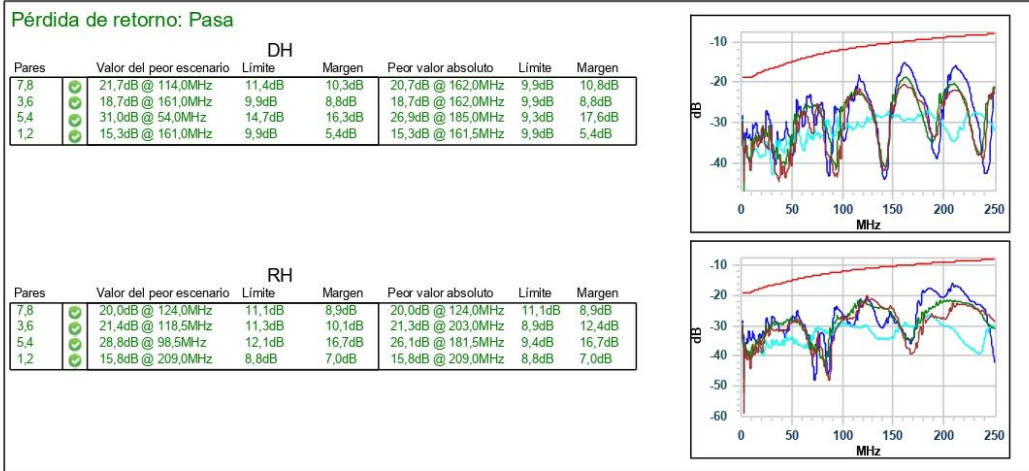 Pérdida de retorno: Pasa
DH
Pares Valor del peor escenario Límite Margen Peor valor absoluto Límite Margen
7,8 21,7dB @ 114,0MHz 11,4dB 10,3dB 20,7dB @ 162,0MHz 9,9dB 10,8dB
3,6 18,7dB @ 161,0MHz 9,9dB 8,8dB 18,7dB @ 162,0MHz 9,9dB 8,8dB
5,4 31,0dB @ 54,0MHz 14,7dB 16,3dB 26,9dB @ 185,0MHz 9,3dB 17,6dB
1,2 15,3dB @ 161,0MHz 9,9dB 5,4dB 15,3dB @ 161,5MHz 9,9dB 5,4dB
-10
-20
-30
-40
dB
0 50 100 150 200 250
MHz
RH
Pares Valor del peor escenario Límite Margen Peor valor absoluto Límite Margen
7,8 20,0dB @ 124,0MHz 11,1dB 8,9dB 20,0dB @ 124,0MHz 11,1dB 8,9dB
3,6 21,4dB @ 118,5MHz 11,3dB 10,1dB 21,3dB @ 203,0MHz 8,9dB 12,4dB
5,4 28,8dB @ 98,5MHz 12,1dB 16,7dB 26,1dB @ 181,5MHz 9,4dB 16,7dB
1,2 15,8dB @ 209,0MHz 8,8dB 7,0dB 15,8dB @ 209,0MHz 8,8dB 7,0dB
-10
-20
-30
-40
-50
-60
dB
0 50 100 150 200 250
MHz